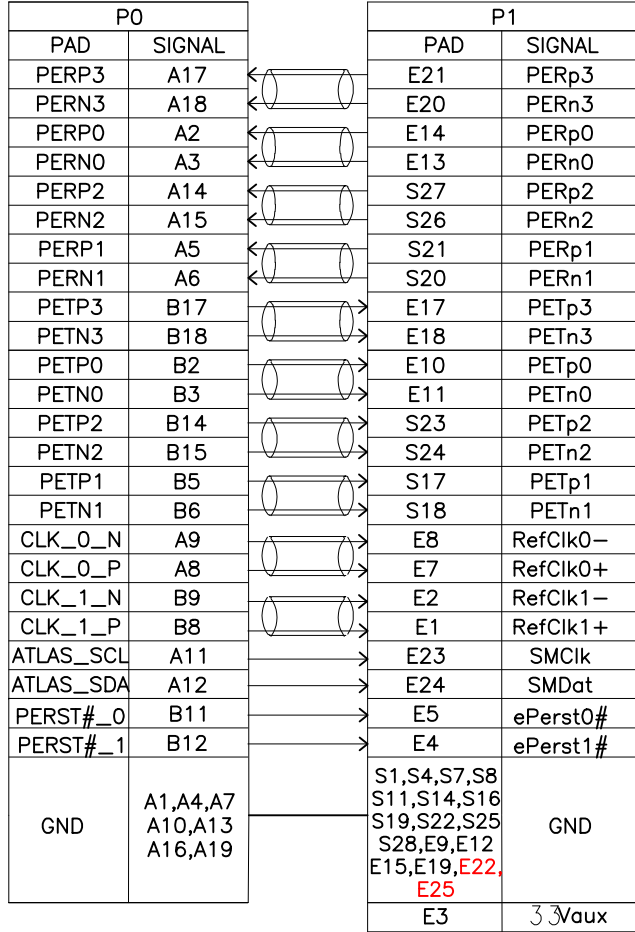 P0 P1
PAD SIGNAL PAD SIGNAL
PERP3 A17 E21 PERp3
PERN3 A18 E20 PERn3
PERP0 A2 E14 PERp0
PERN0 A3 E13 PERn0
PERP2 A14 S27 PERp2
PERN2 A15 S26 PERn2
PERP1 A5 S21 PERp1
PERN1 A6 S20 PERn1
PETP3 B17 E17 PETp3
PETN3 B18 E18 PETn3
PETP0 B2 E10 PETp0
PETN0 B3 E11 PETn0
PETP2 B14 S23 PETp2
PETN2 B15 S24 PETn2
PETP1 B5 S17 PETp1
PETN1 B6 S18 PETn1
CLK_0_N A9 E8 RefClk0-
CLK_0_P A8 E7 RefClk0+
CLK_1_N B9 E2 RefClk1-
CLK_1_P B8 E1 RefClk1+
ATLAS_SCL A11 E23 SMClk
ATLAS_SDA A12 E24 SMDat
PERST#_0 B11 E5 ePerst0#
PERST#_1 B12 E4 ePerst1#
GND
A1,A4,A7
A10,A13
A16,A19
S1,S4,S7,S8
S11,S14,S16
S19,S22,S25
S28,E9,E12
E15,E19,E22,
E25
GND
E3 33Vaux